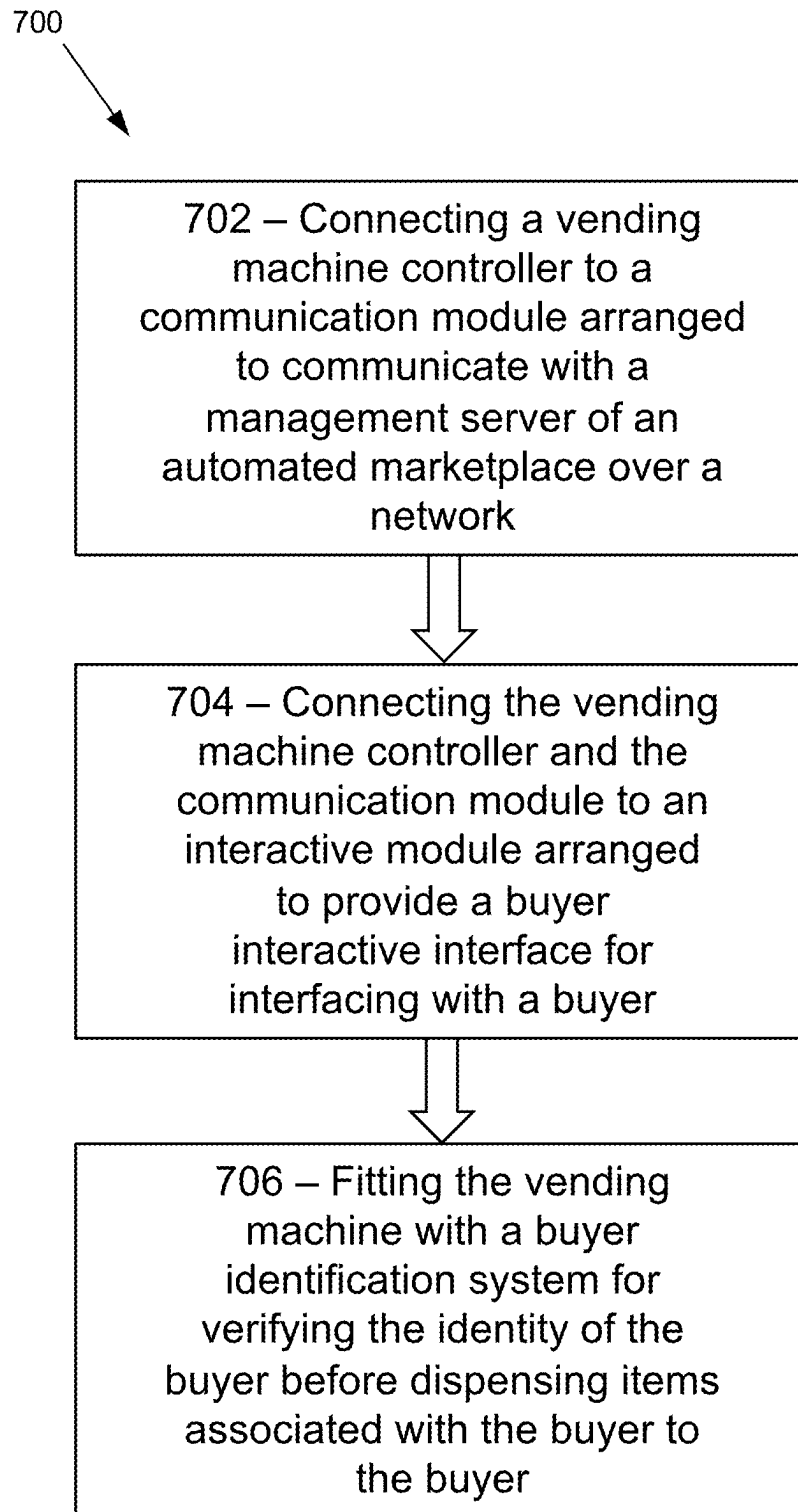 700
702 – Connecting a vending
machine controller to a
communication module arranged
to communicate with a
management server of an
automated marketplace over a
network
704 – Connecting the vending
machine controller and the
communication module to an
interactive module arranged
to provide a buyer
interactive interface for
interfacing with a buyer
706 – Fitting the vending
machine with a buyer
identification system for
verifying the identity of the
buyer before dispensing items
associated with the buyer to
the buyer